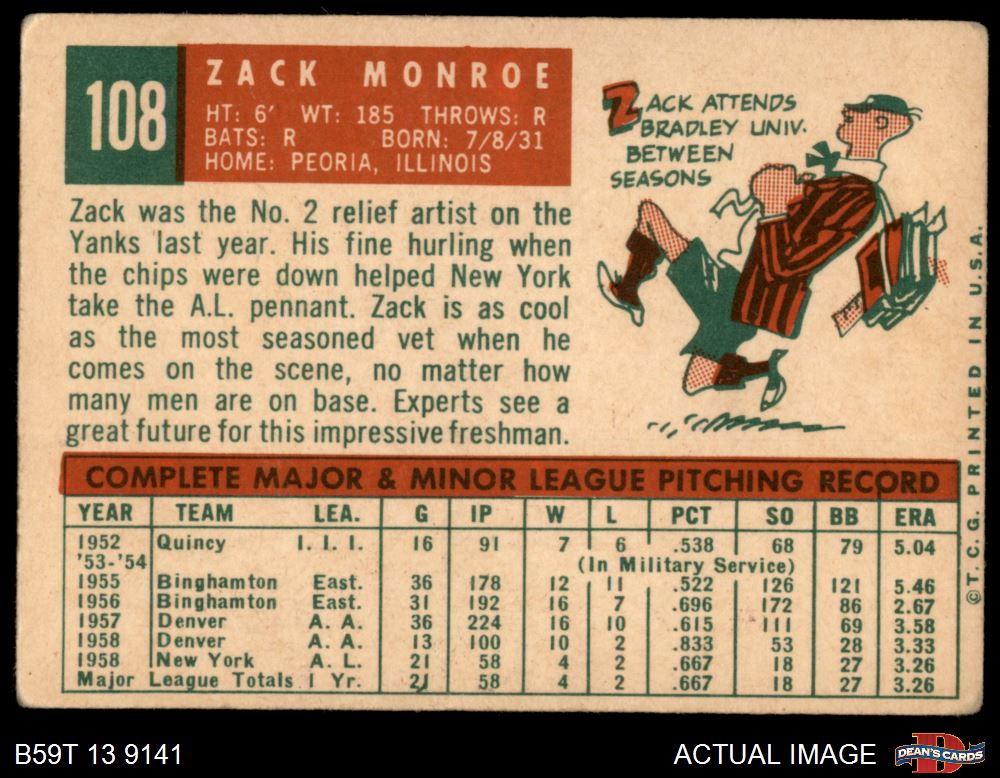 108
ZACK MONROE
HT: 6' WT: 185 THROWS: R
BATS: R BORN: 7/8/31
HOME: PEORIA, ILLINOIS
ZACK ATTENDS
BRADLEY UNIV.
BETWEEN
SEASONS
Zack was the No. 2 relief artist on the
Yanks last year. His fine hurling when
the chips were down helped New York
take the A.L. pennant. Zack is as cool
as the most seasoned vet when he
comes on the scene, no matter how
many men are on base. Experts see a
great future for this impressive freshman.
COMPLETE MAJOR & MINOR LEAGUE PITCHING RECORD
YEAR TEAM LEA. G IP W L PCT SO BB ERA
1952 Quincy I. I. I. 16 91 7 6 .538 68 79 5.04
'53-'54 (In Military Service)
1955 Binghamton East. 36 178 12 11 .522 126 121 5.46
1956 Binghamton East. 31 192 16 7 .696 172 86 2.67
1957 Denver A. A. 36 224 16 10 .615 111 69 3.58
1958 Denver A. A. 13 100 10 2 .833 53 28 3.33
1958 New York A. L. 21 58 4 2 .667 18 27 3.26
Major League Totals 1 Yr. 21 58 4 2 .667 18 27 3.26
©T.C.G. PRINTED IN U.S.A.
B59T 13 9141
ACTUAL IMAGE
DEAN'S CARDS